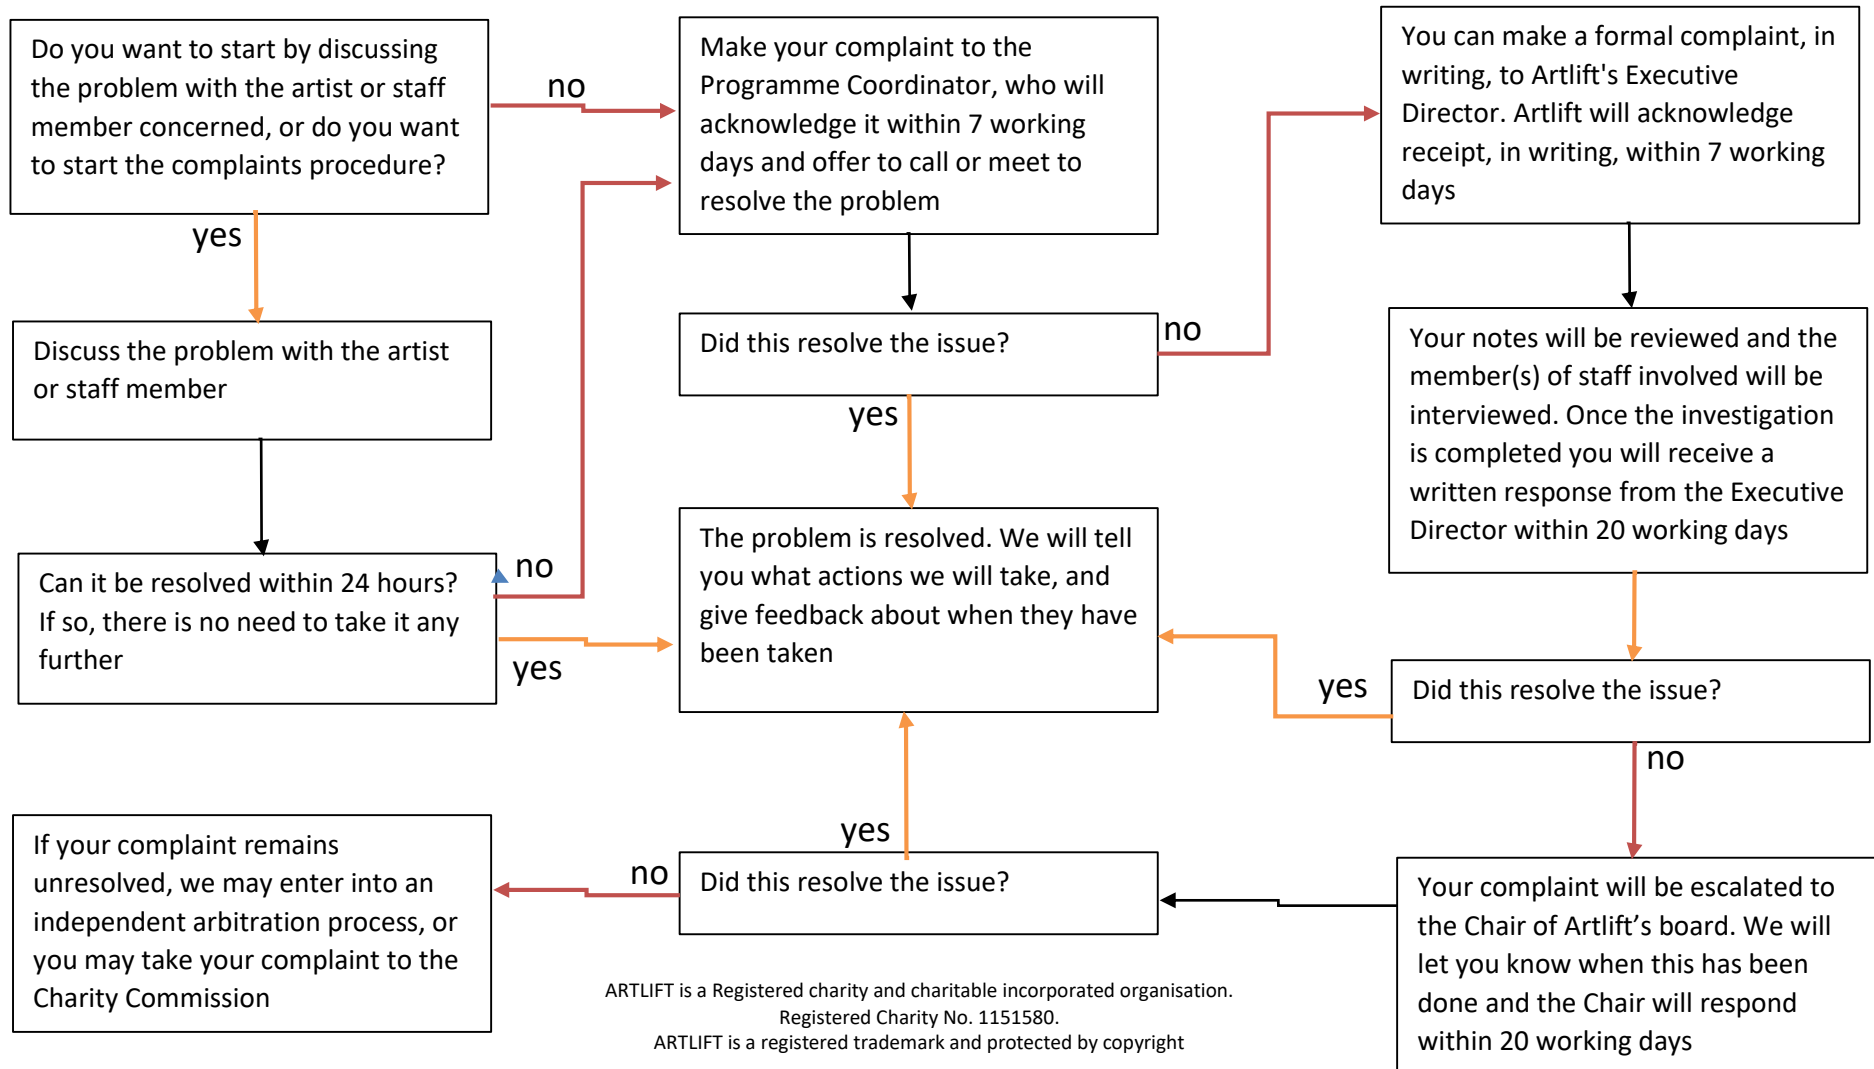 Do you want to start by discussing
the problem with the artist or staff
member concerned, or do you want
to start the complaints procedure?
no
yes
Discuss the problem with the artist
or staff member
Can it be resolved within 24 hours?
If so, there is no need to take it any
further
no
yes
Make your complaint to the
Programme Coordinator, who will
acknowledge it within 7 working
days and offer to call or meet to
resolve the problem
Did this resolve the issue?
no
yes
The problem is resolved. We will tell
you what actions we will take, and
give feedback about when they have
been taken
You can make a formal complaint, in
writing, to Artlift's Executive
Director. Artlift will acknowledge
receipt, in writing, within 7 working
days
Your notes will be reviewed and the
member(s) of staff involved will be
interviewed. Once the investigation
is completed you will receive a
written response from the Executive
Director within 20 working days
Did this resolve the issue?
yes
no
Your complaint will be escalated to
the Chair of Artlift’s board. We will
let you know when this has been
done and the Chair will respond
within 20 working days
Did this resolve the issue?
yes
no
If your complaint remains
unresolved, we may enter into an
independent arbitration process, or
you may take your complaint to the
Charity Commission
ARTLIFT is a Registered charity and charitable incorporated organisation.
Registered Charity No. 1151580.
ARTLIFT is a registered trademark and protected by copyright